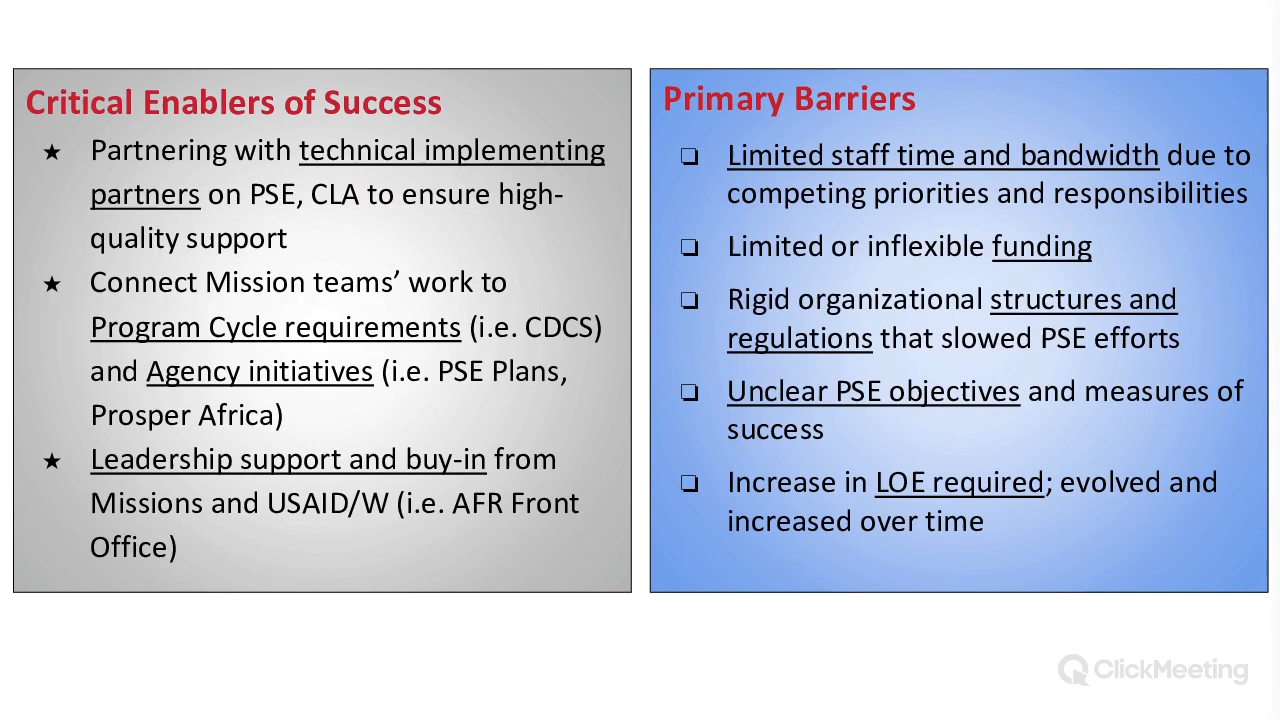 Critical Enablers of Success
★ Partnering with technical implementing
partners on PSE, CLA to ensure high-
quality support
★ Connect Mission teams’ work to
Program Cycle requirements (i.e. CDCS)
and Agency initiatives (i.e. PSE Plans,
Prosper Africa)
★ Leadership support and buy-in from
Missions and USAID/W (i.e. AFR Front
Office)
Primary Barriers
❏ Limited staff time and bandwidth due to
competing priorities and responsibilities
❏ Limited or inflexible funding
❏ Rigid organizational structures and
regulations that slowed PSE efforts
❏ Unclear PSE objectives and measures of
success
❏ Increase in LOE required; evolved and
increased over time
ClickMeeting